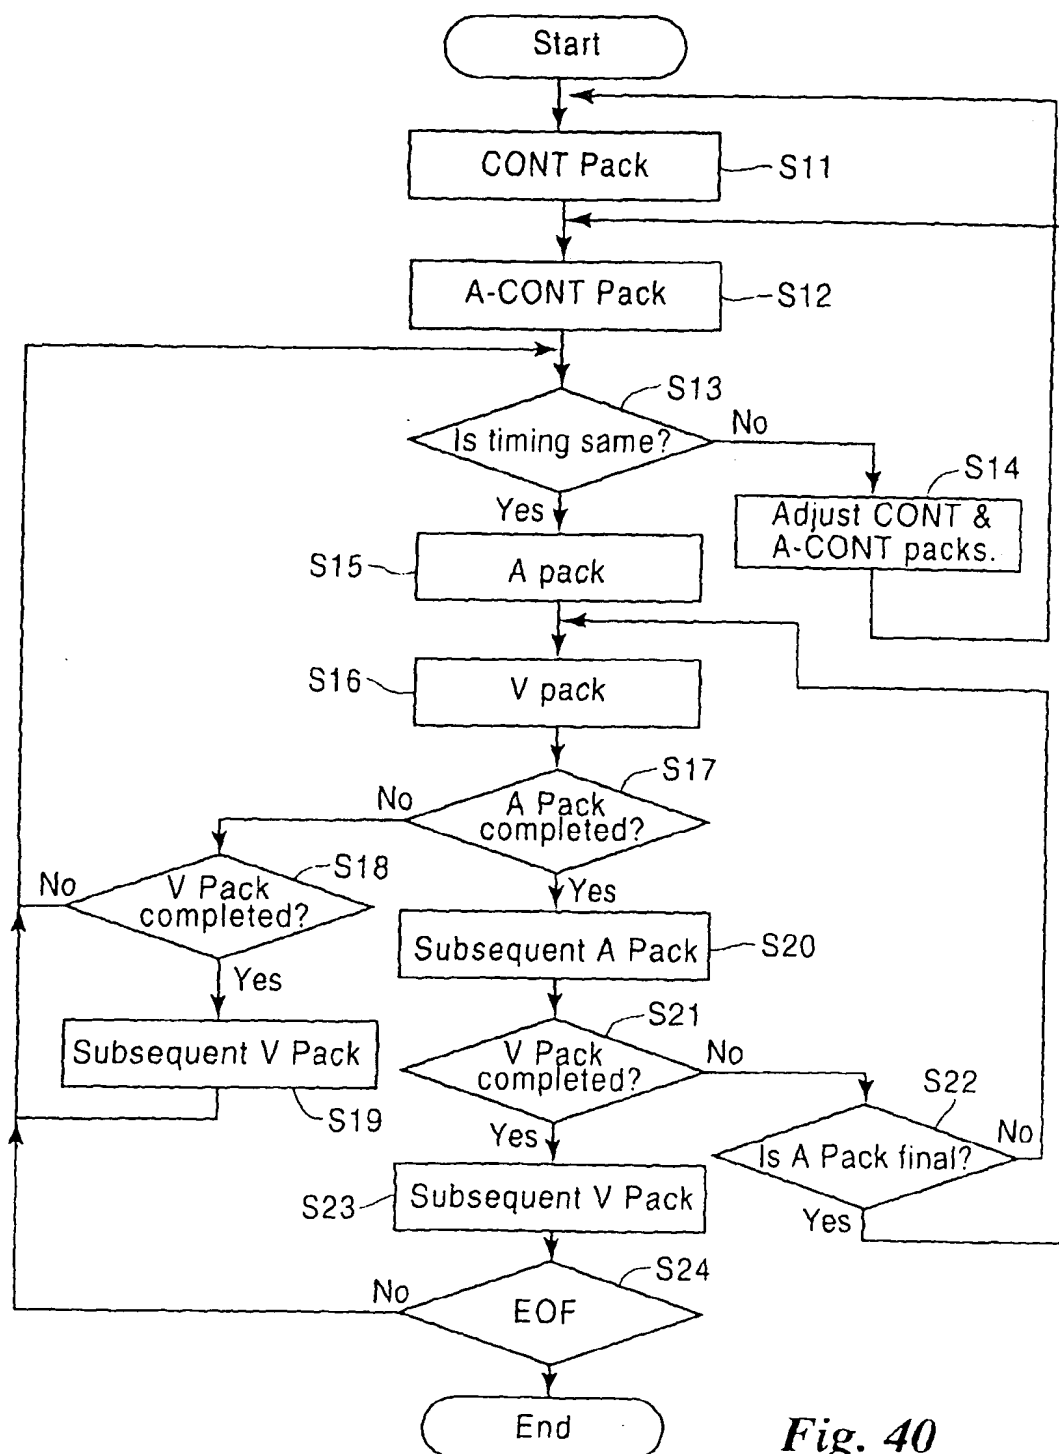 Start
CONT Pack
S11
A-CONT Pack
S12
S13
Is timing same?
No
Yes
S14
Adjust CONT &
A-CONT packs.
S15
A pack
S16
V pack
S17
A Pack
completed?
No
Yes
S18
V Pack
completed?
No
Yes
Subsequent V Pack
S19
Subsequent A Pack
S20
S21
V Pack
completed?
No
Yes
S22
Is A Pack final?
No
Yes
S23
Subsequent V Pack
S24
EOF
No
End
Fig. 40